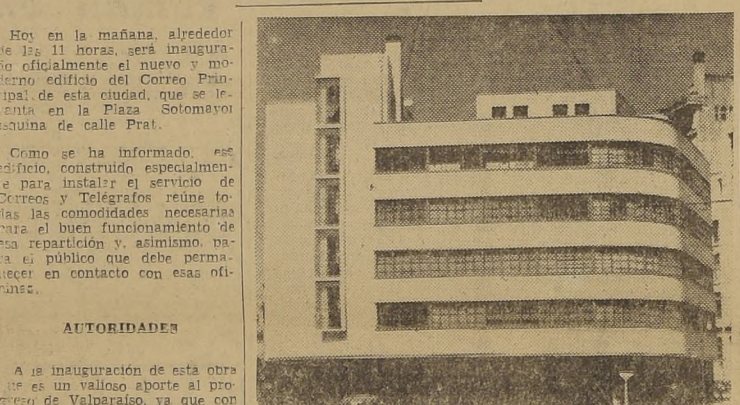 Hoy en la mañana, alrededor
de las 11 horas, será inaugura-
do oficialmente el nuevo y mo-
derno edificio del Correo Prin-
cipal de esta ciudad, que se le-
vanta en la Plaza Sotomayor
esquina de calle Prat.
Como se ha informado, ese
edificio, construido especialmen-
te para instalar el servicio de
Correos y Telégrafos reúne to-
das las comodidades necesarias
para el buen funcionamiento de
esa repartición y, asimismo, pa-
ra el público que debe perma-
necer en contacto con esas ofi-
cinas.
AUTORIDADES
A la inauguración de esta obra
que es un valioso aporte al pro-
greso de Valparaíso, ya que con